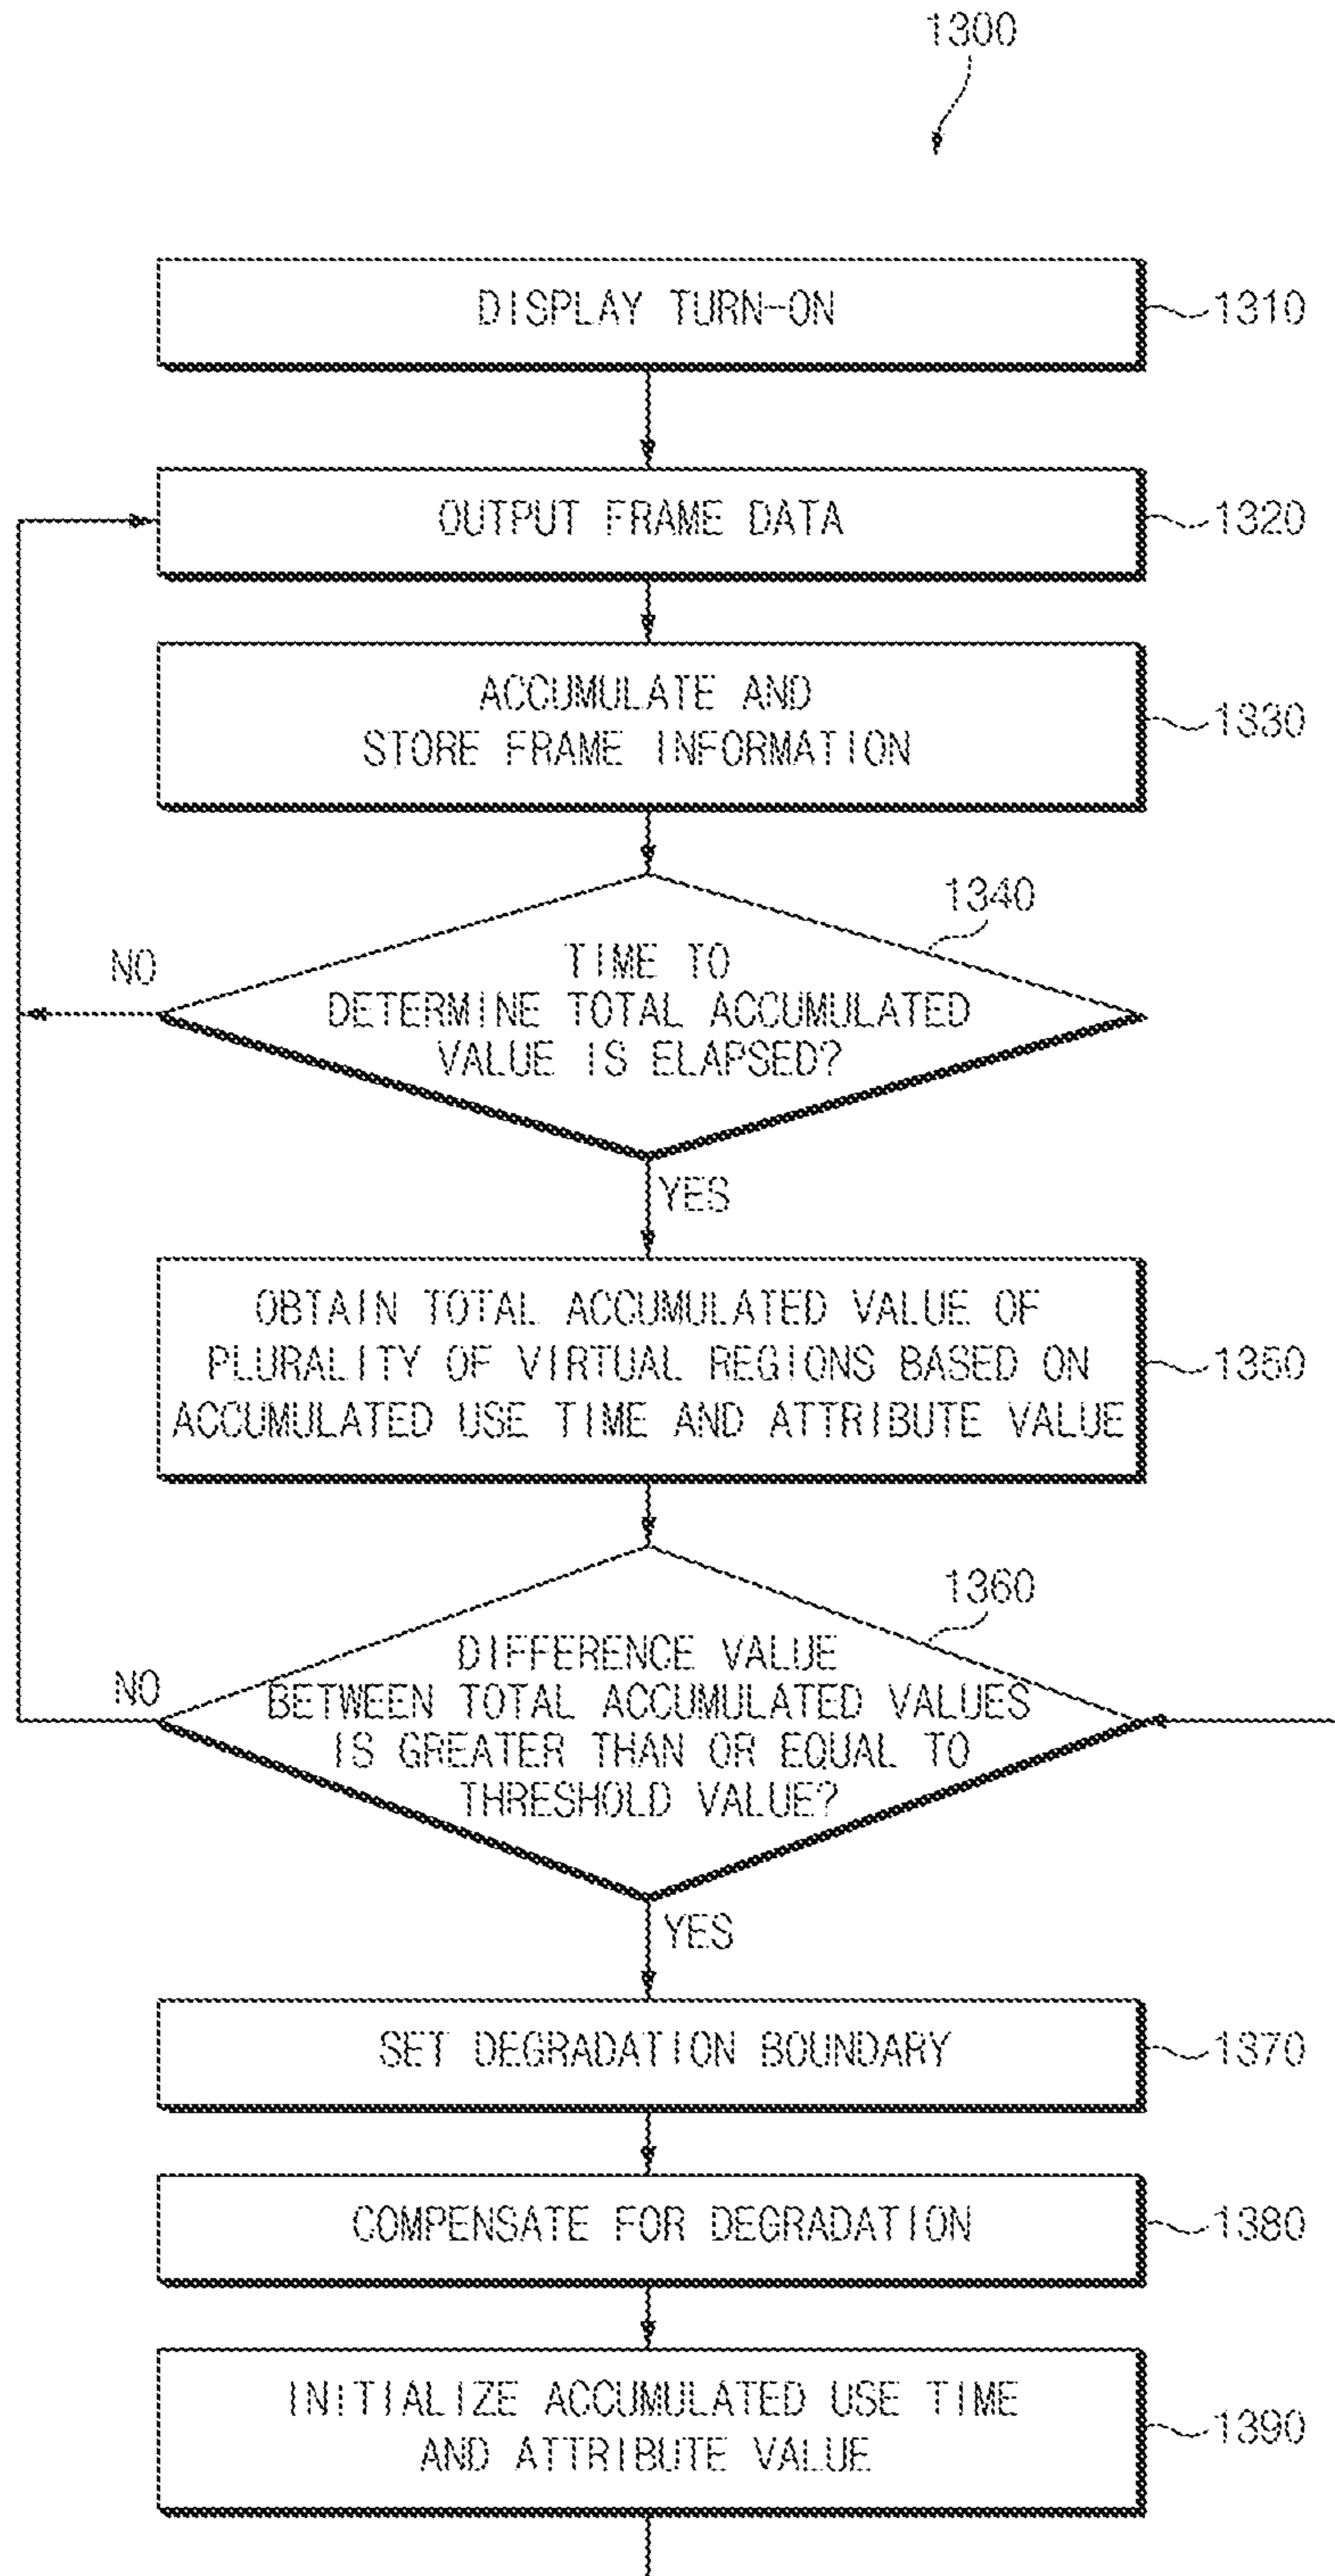 1300
DISPLAY TURN-ON
1310
OUTPUT FRAME DATA
1320
ACCUMULATE AND
STORE FRAME INFORMATION
1330
1340
NO
TIME TO
DETERMINE TOTAL ACCUMULATED
VALUE IS ELAPSED?
YES
OBTAIN TOTAL ACCUMULATED VALUE OF
PLURALITY OF VIRTUAL REGIONS BASED ON
ACCUMULATED USE TIME AND ATTRIBUTE VALUE
1350
1360
NO
DIFFERENCE VALUE
BETWEEN TOTAL ACCUMULATED VALUES
IS GREATER THAN OR EQUAL TO
THRESHOLD VALUE?
YES
SET DEGRADATION BOUNDARY
1370
COMPENSATE FOR DEGRADATION
1380
INITIALIZE ACCUMULATED USE TIME
AND ATTRIBUTE VALUE
1390